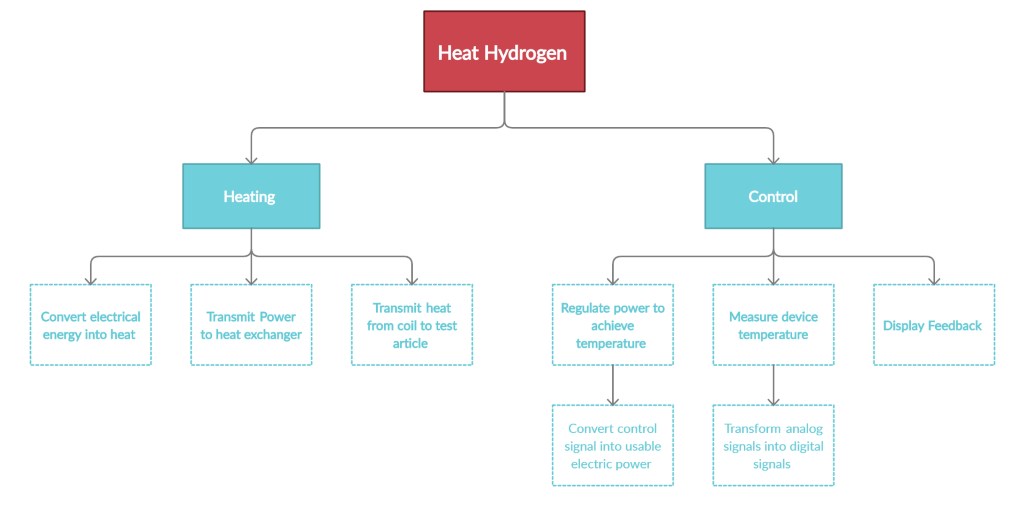 Heat Hydrogen
Heating
Control
Convert electrical
energy into heat
Transmit Power
to heat exchanger
Transmit heat
from coil to test
article
Regulate power to
achieve
temperature
Measure device
temperature
Display Feedback
Convert control
signal into usable
electric power
Transform analog
signals into digital
signals